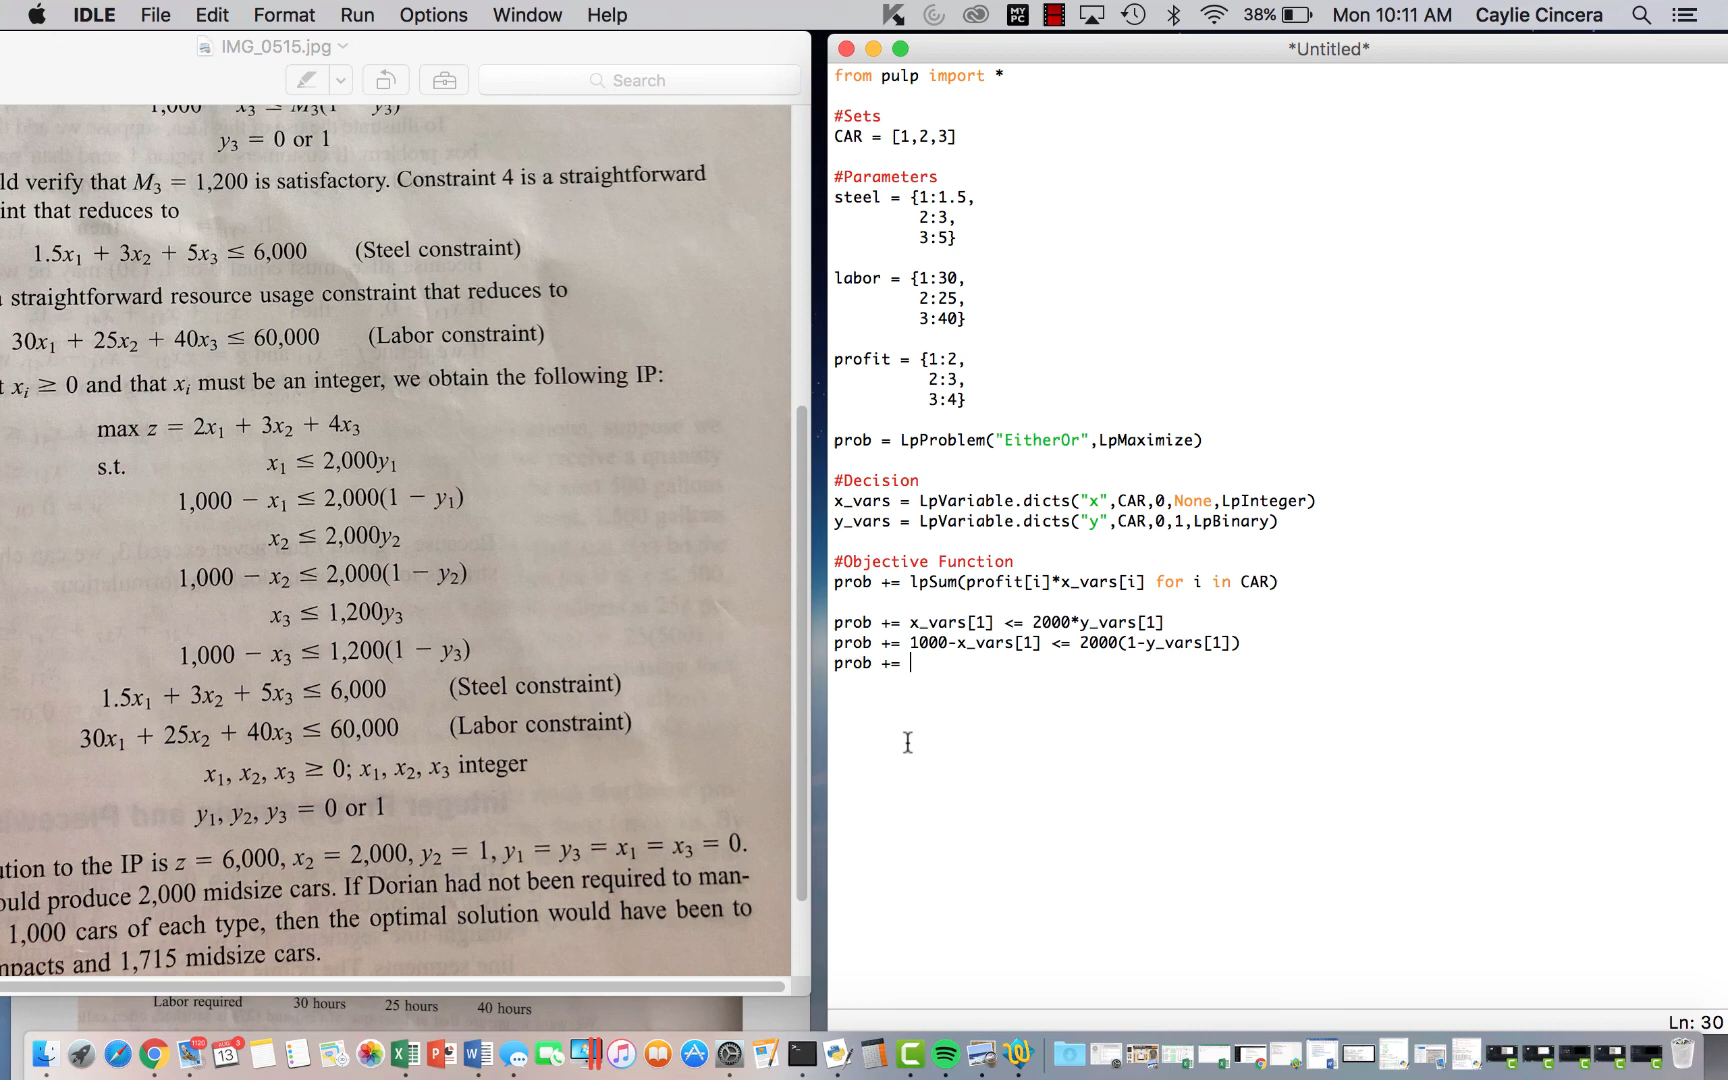 IDLE File Edit Format Run Options Window Help
38% Mon 10:11 AM Caylie Cincera
IMG_0515.jpg
Search
y3 = 0 or 1
ld verify that M3 = 1,200 is satisfactory. Constraint 4 is a straightforward
int that reduces to
1.5x1 + 3x2 + 5x3 ≤ 6,000 (Steel constraint)
straightforward resource usage constraint that reduces to
30x1 + 25x2 + 40x3 ≤ 60,000 (Labor constraint)
t xi ≥ 0 and that xi must be an integer, we obtain the following IP:
max z = 2x1 + 3x2 + 4x3
s.t. x1 ≤ 2,000y1
1,000 − x1 ≤ 2,000(1 − y1)
x2 ≤ 2,000y2
1,000 − x2 ≤ 2,000(1 − y2)
x3 ≤ 1,200y3
1,000 − x3 ≤ 1,200(1 − y3)
1.5x1 + 3x2 + 5x3 ≤ 6,000 (Steel constraint)
30x1 + 25x2 + 40x3 ≤ 60,000 (Labor constraint)
x1, x2, x3 ≥ 0; x1, x2, x3 integer
y1, y2, y3 = 0 or 1
ution to the IP is z = 6,000, x2 = 2,000, y2 = 1, y1 = y3 = x1 = x3 = 0.
ould produce 2,000 midsize cars. If Dorian had not been required to man-
1,000 cars of each type, then the optimal solution would have been to
mpacts and 1,715 midsize cars.
Labor required 30 hours 25 hours 40 hours
*Untitled*
from pulp import *
#Sets
CAR = [1,2,3]
#Parameters
steel = {1:1.5,
2:3,
3:5}
labor = {1:30,
2:25,
3:40}
profit = {1:2,
2:3,
3:4}
prob = LpProblem("EitherOr",LpMaximize)
#Decision
x_vars = LpVariable.dicts("x",CAR,0,None,LpInteger)
y_vars = LpVariable.dicts("y",CAR,0,1,LpBinary)
#Objective Function
prob += lpSum(profit[i]*x_vars[i] for i in CAR)
prob += x_vars[1] <= 2000*y_vars[1]
prob += 1000-x_vars[1] <= 2000(1-y_vars[1])
prob +=
Ln: 30